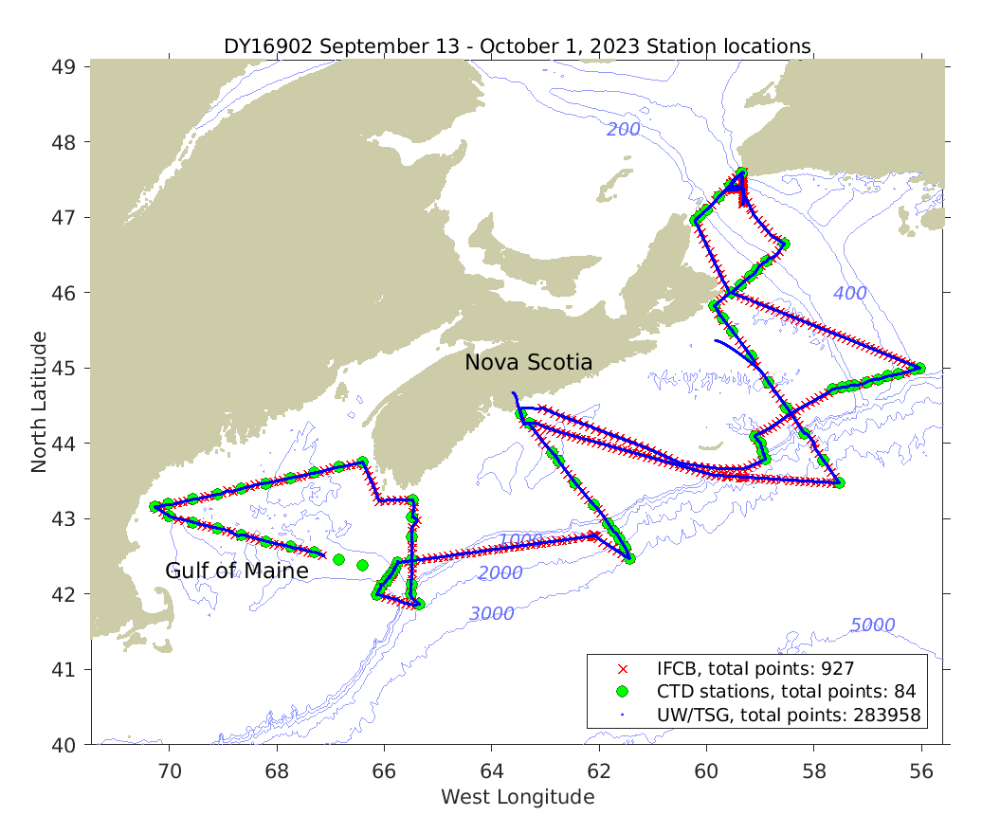 DY16902 September 13 - October 1, 2023 Station locations
49
48
47
46
45
44
43
42
41
40
North Latitude
200
400
Nova Scotia
1000
2000
3000
5000
Gulf of Maine
IFCB, total points: 927
CTD stations, total points: 84
UW/TSG, total points: 283958
70 68 66 64 62 60 58 56
West Longitude